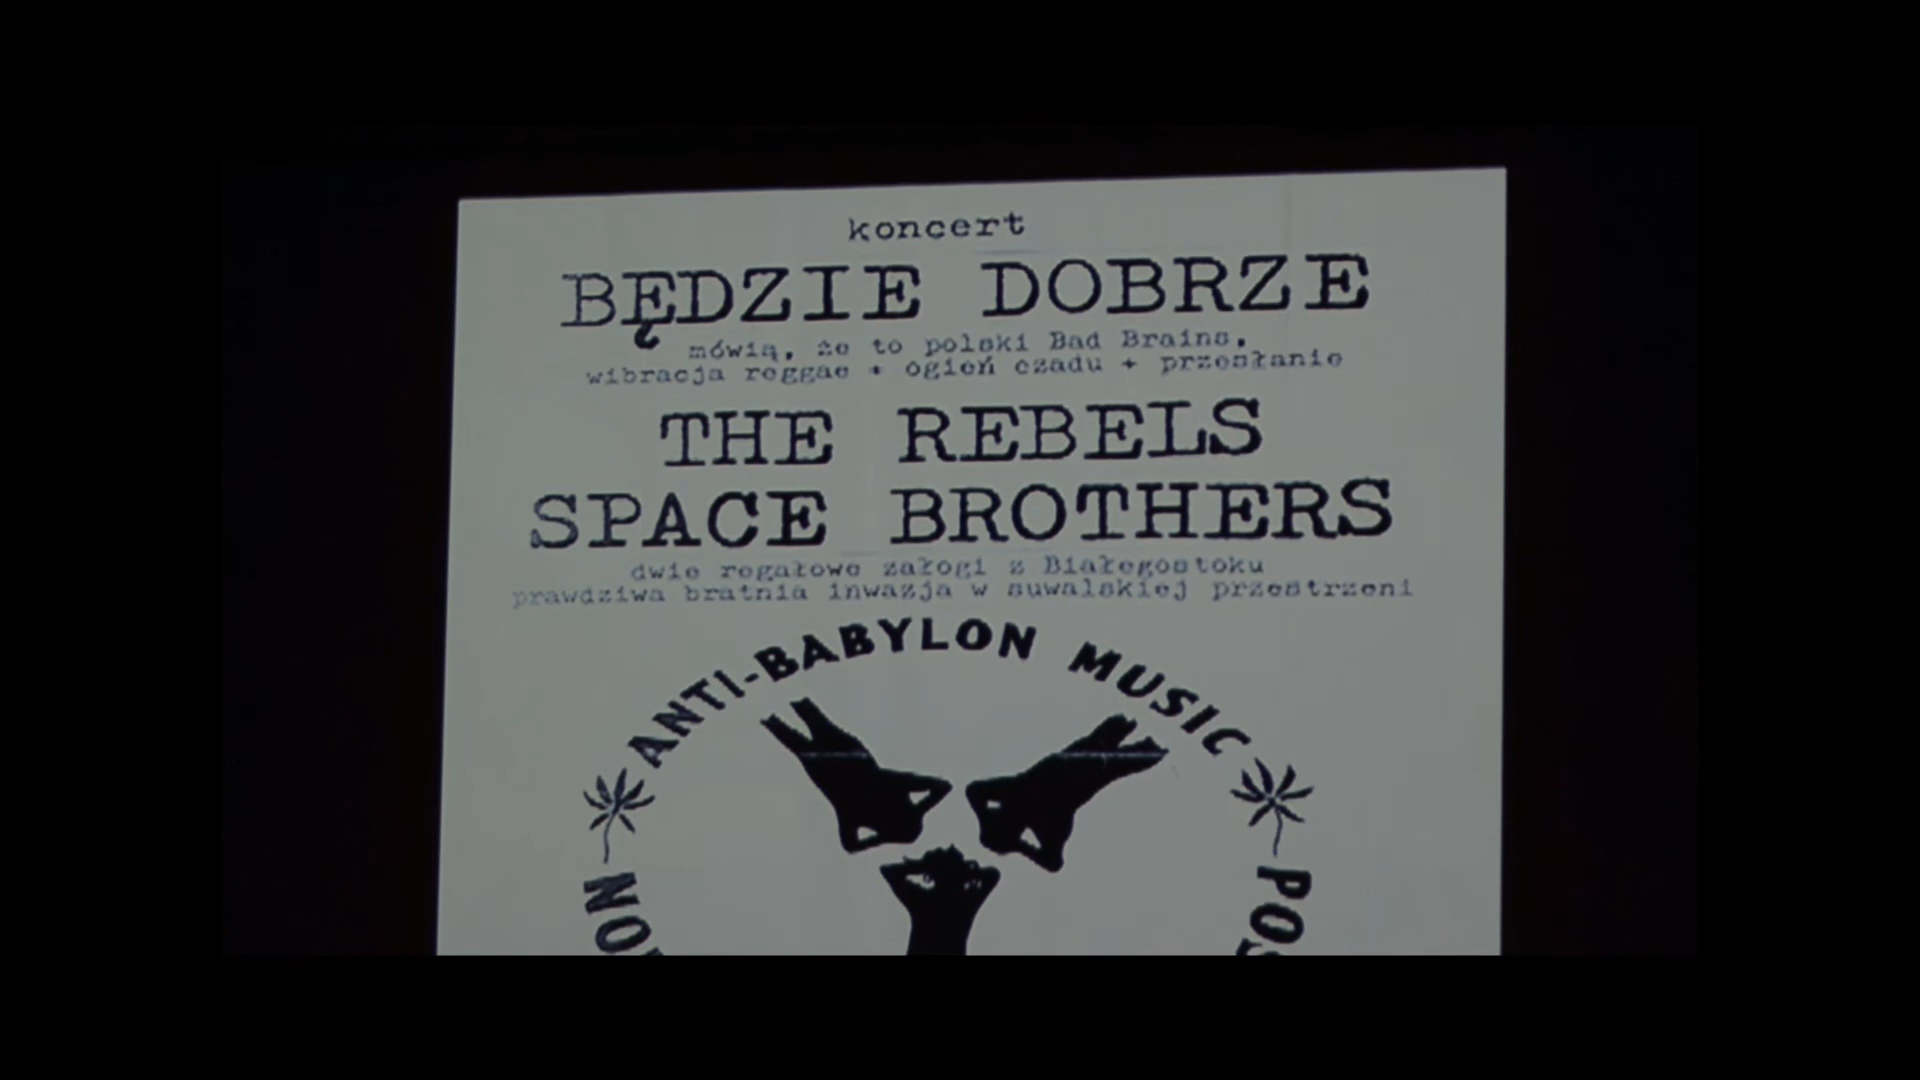 koncert
BĘDZIE DOBRZE
mówią, że to polski Bad Brains,
wibracja reggae + ogień czadu + przesłanie
THE REBELS
SPACE BROTHERS
dwie regałowe załogi z Białegostoku
prawdziwa bratnia inwazja w suwalskiej przestrzeni
ANTI-BABYLON MUSIC